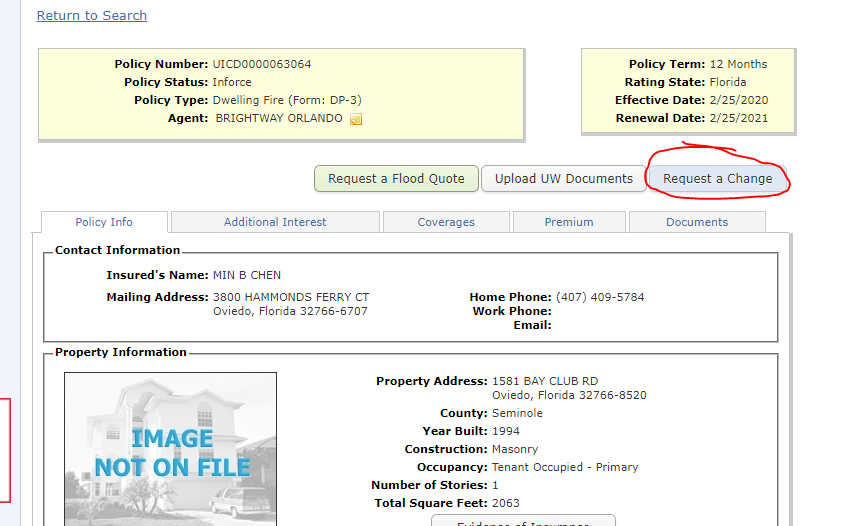 Return to Search
Policy Number: UICD0000063064
Policy Status: Inforce
Policy Type: Dwelling Fire (Form: DP-3)
Agent: BRIGHTWAY ORLANDO
Policy Term: 12 Months
Rating State: Florida
Effective Date: 2/25/2020
Renewal Date: 2/25/2021
Request a Flood Quote Upload UW Documents Request a Change
Policy Info Additional Interest Coverages Premium Documents
Contact Information
Insured's Name: MIN B CHEN
Mailing Address: 3800 HAMMONDS FERRY CT
Oviedo, Florida 32766-6707
Home Phone: (407) 409-5784
Work Phone:
Email:
Property Information
IMAGE
NOT ON FILE
Property Address: 1581 BAY CLUB RD
Oviedo, Florida 32766-8520
County: Seminole
Year Built: 1994
Construction: Masonry
Occupancy: Tenant Occupied - Primary
Number of Stories: 1
Total Square Feet: 2063
Evidence of Insurance